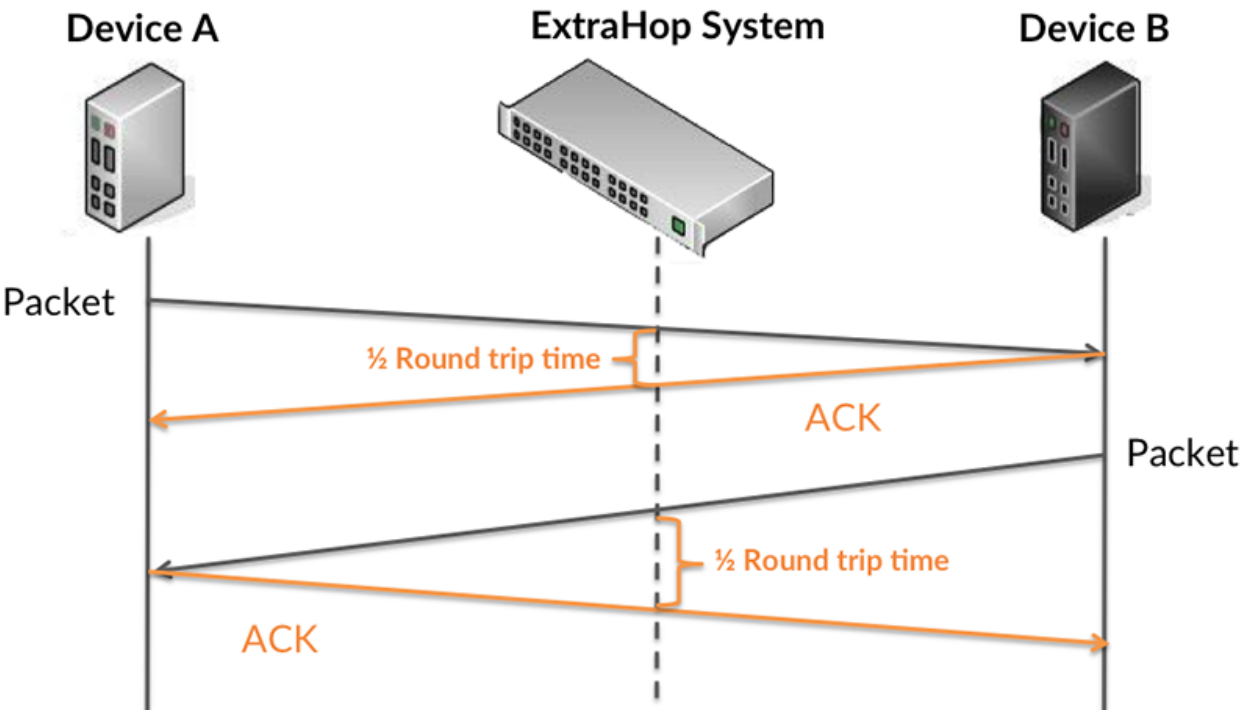 Device A
ExtraHop System
Device B
Packet
½ Round trip time
ACK
Packet
½ Round trip time
ACK